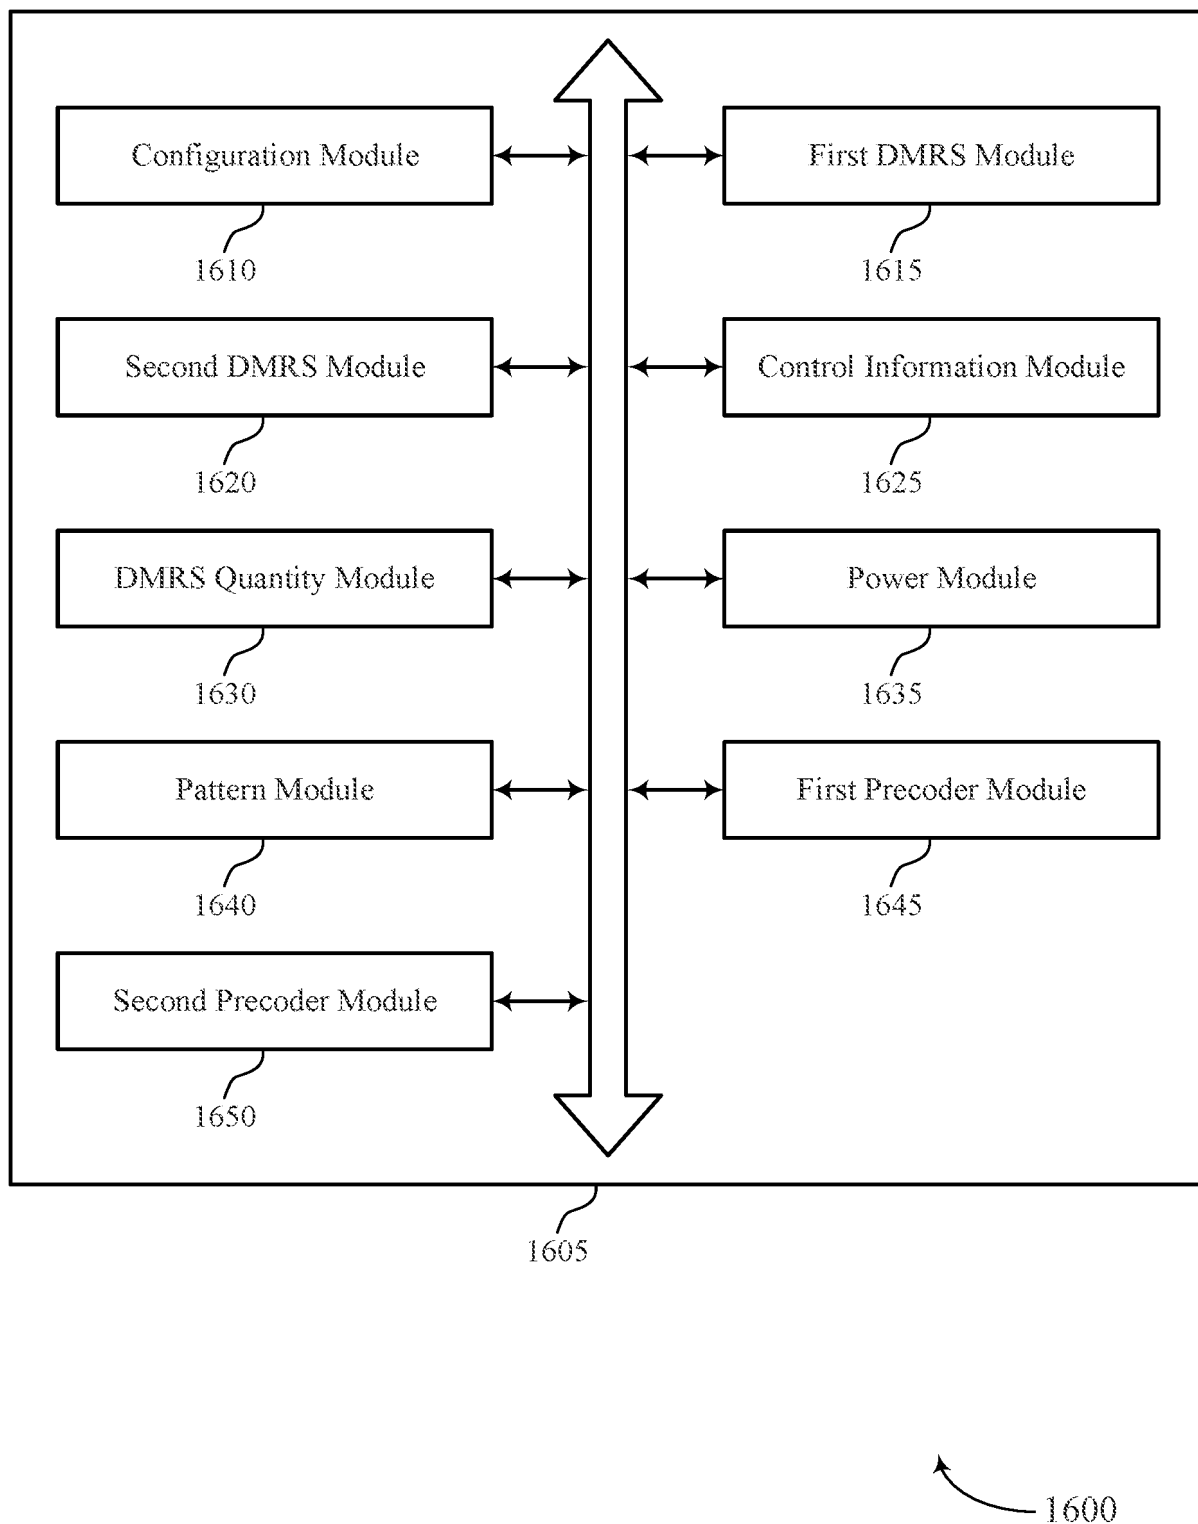 Configuration Module
First DMRS Module
1610
1615
Second DMRS Module
Control Information Module
1620
1625
DMRS Quantity Module
Power Module
1630
1635
Pattern Module
First Precoder Module
1640
1645
Second Precoder Module
1650
1605
1600